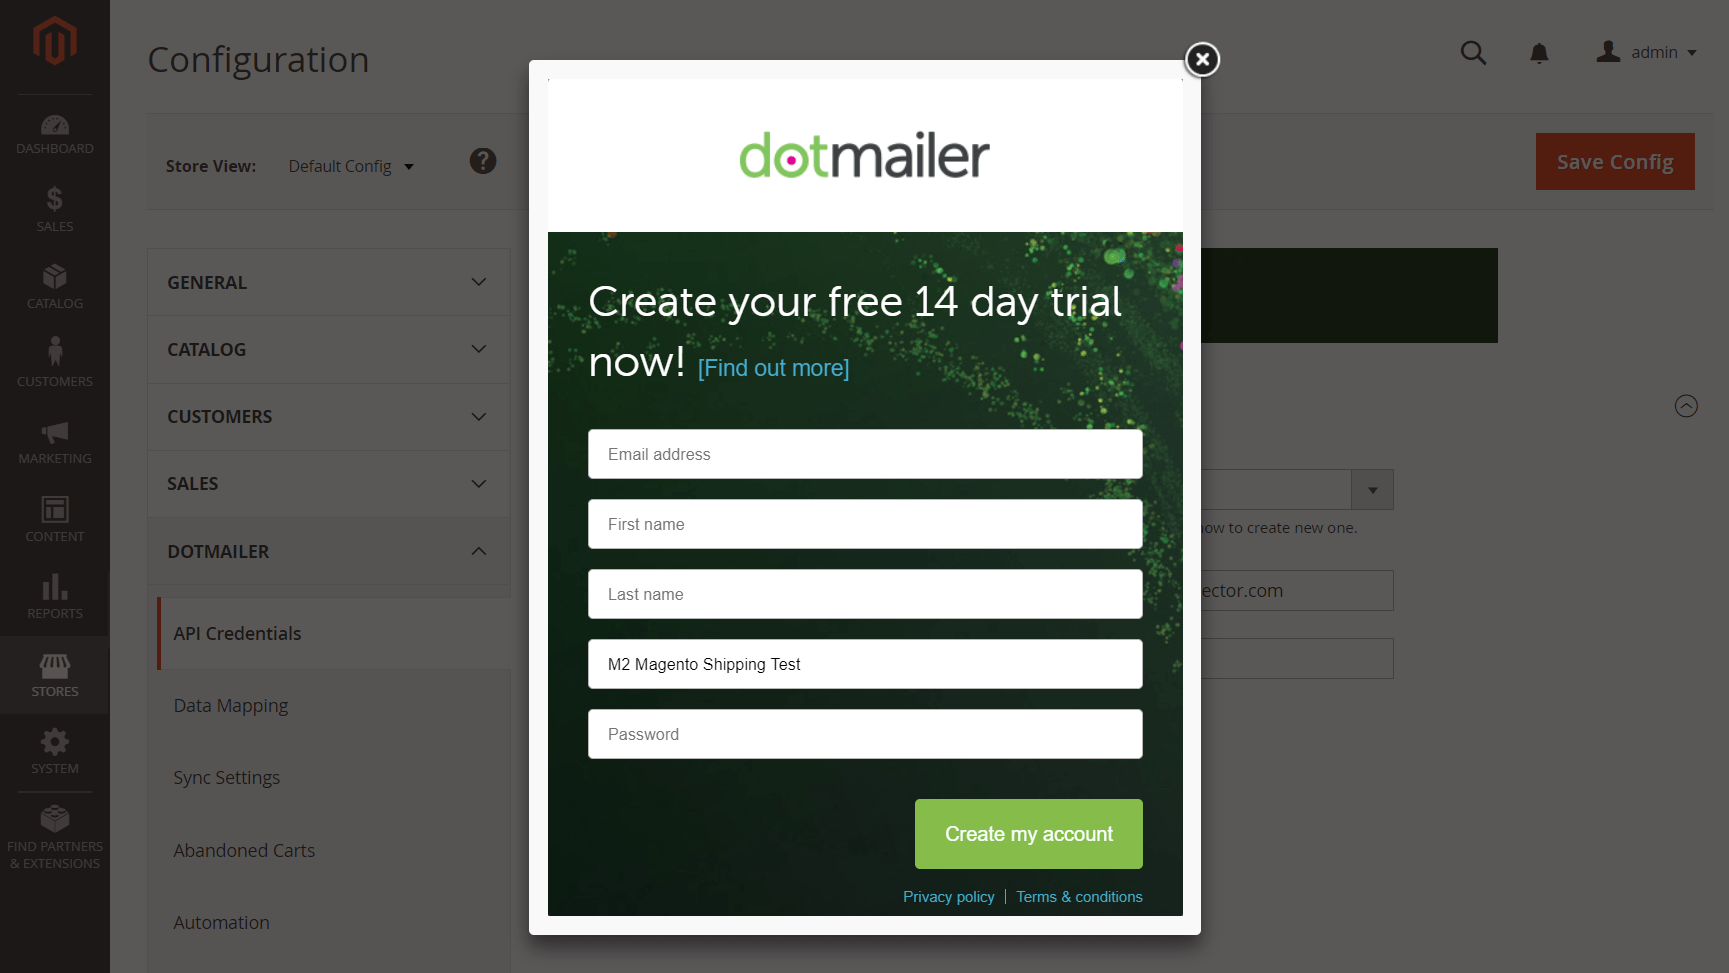 Configuration
admin
Store View: Default Config
?
Save Config
DASHBOARD
SALES
CATALOG
CUSTOMERS
MARKETING
CONTENT
REPORTS
STORES
SYSTEM
FIND PARTNERS
& EXTENSIONS
GENERAL
CATALOG
CUSTOMERS
SALES
DOTMAILER
API Credentials
Data Mapping
Sync Settings
Abandoned Carts
Automation
dotmailer
Create your free 14 day trial
now! [Find out more]
Email address
First name
Last name
M2 Magento Shipping Test
Password
Create my account
Privacy policy | Terms & conditions
to create new one.